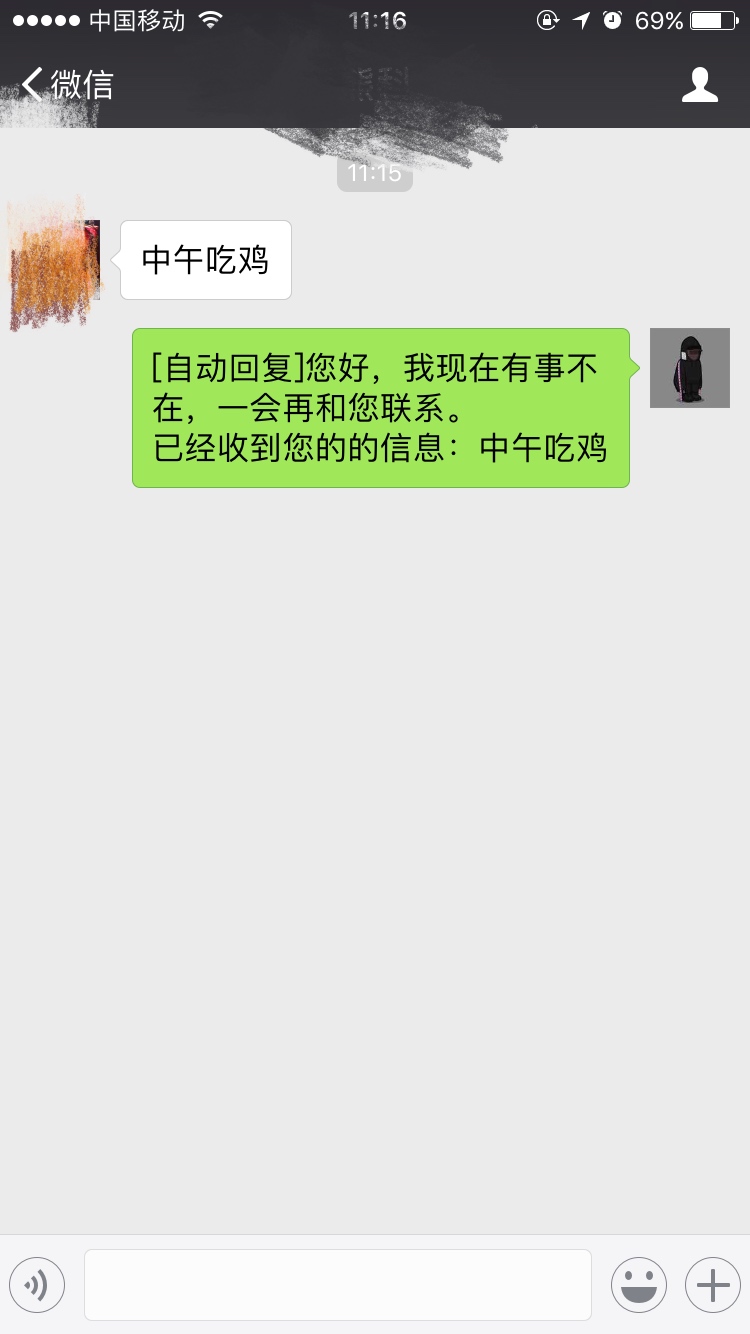 中国移动
11:16
69%
微信
11:15
中午吃鸡
[自动回复]您好，我现在有事不
在，一会再和您联系。
已经收到您的的信息：中午吃鸡